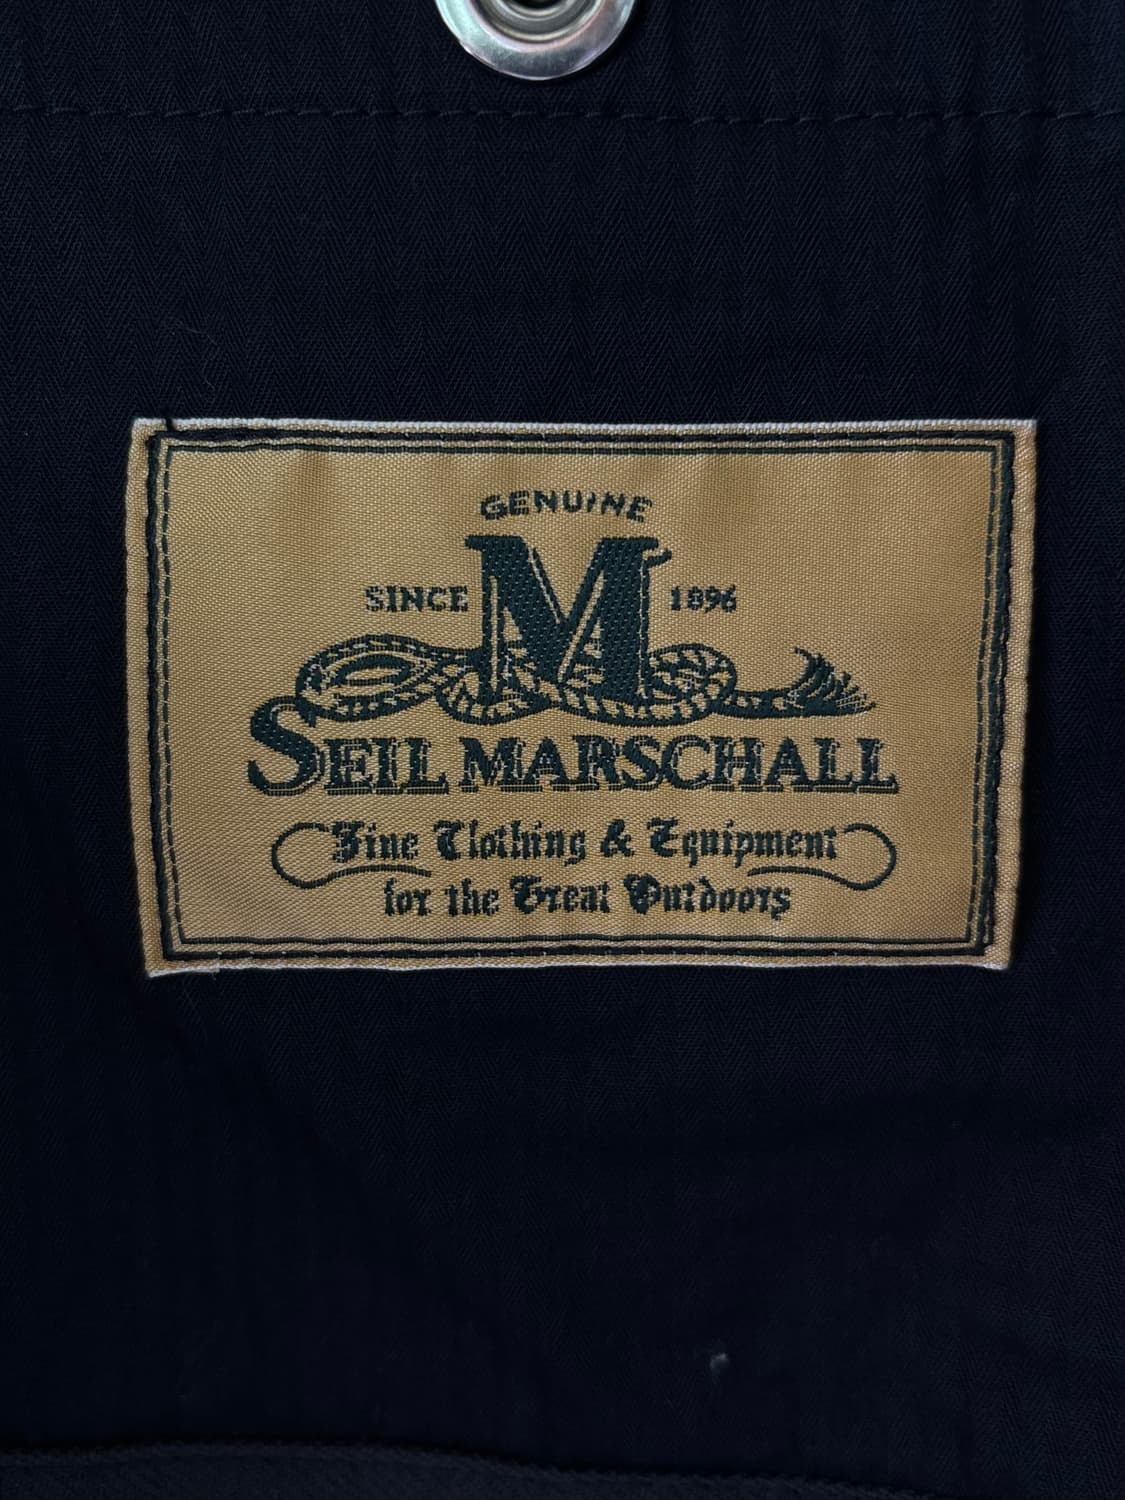 GENUINE
M
SINCE 1896
SEIL MARSCHALL
Fine Clothing & Equipment
for the Great Outdoors